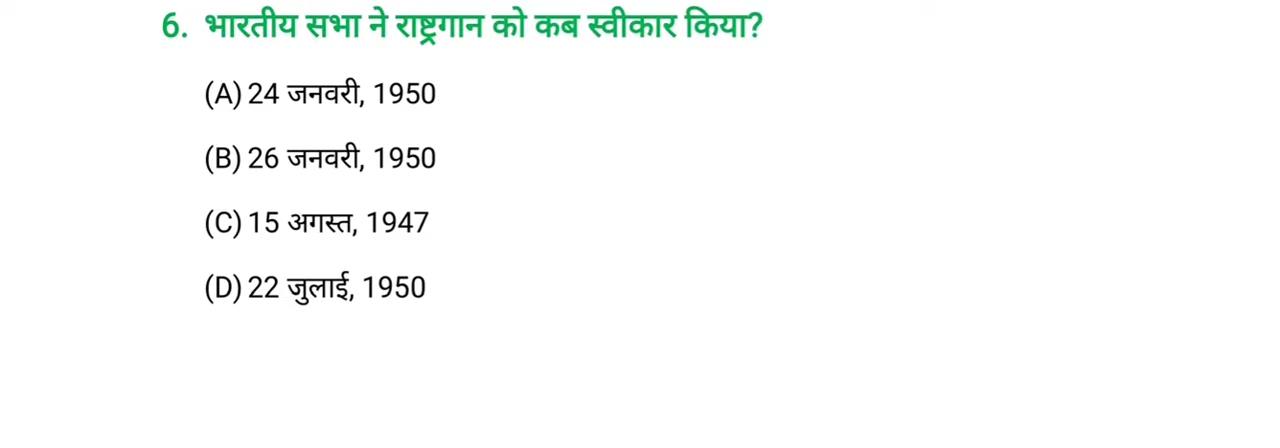 6. भारतीय सभा ने राष्ट्रगान को कब स्वीकार किया?
(A) 24 जनवरी, 1950
(B) 26 जनवरी, 1950
(C) 15 अगस्त, 1947
(D) 22 जुलाई, 1950